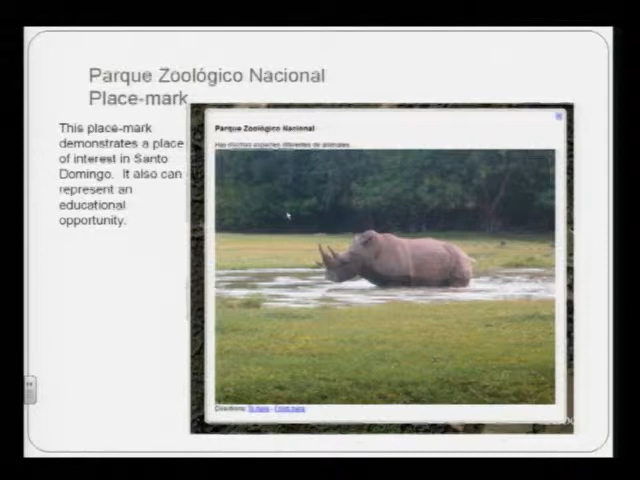 Parque Zoológico Nacional
Place-mark
This place-mark
demonstrates a place
of interest in Santo
Domingo. It also can
represent an
educational
opportunity.
Parque Zoológico Nacional
Hay muchas especies diferentes de animales.
Directions: To here - From here